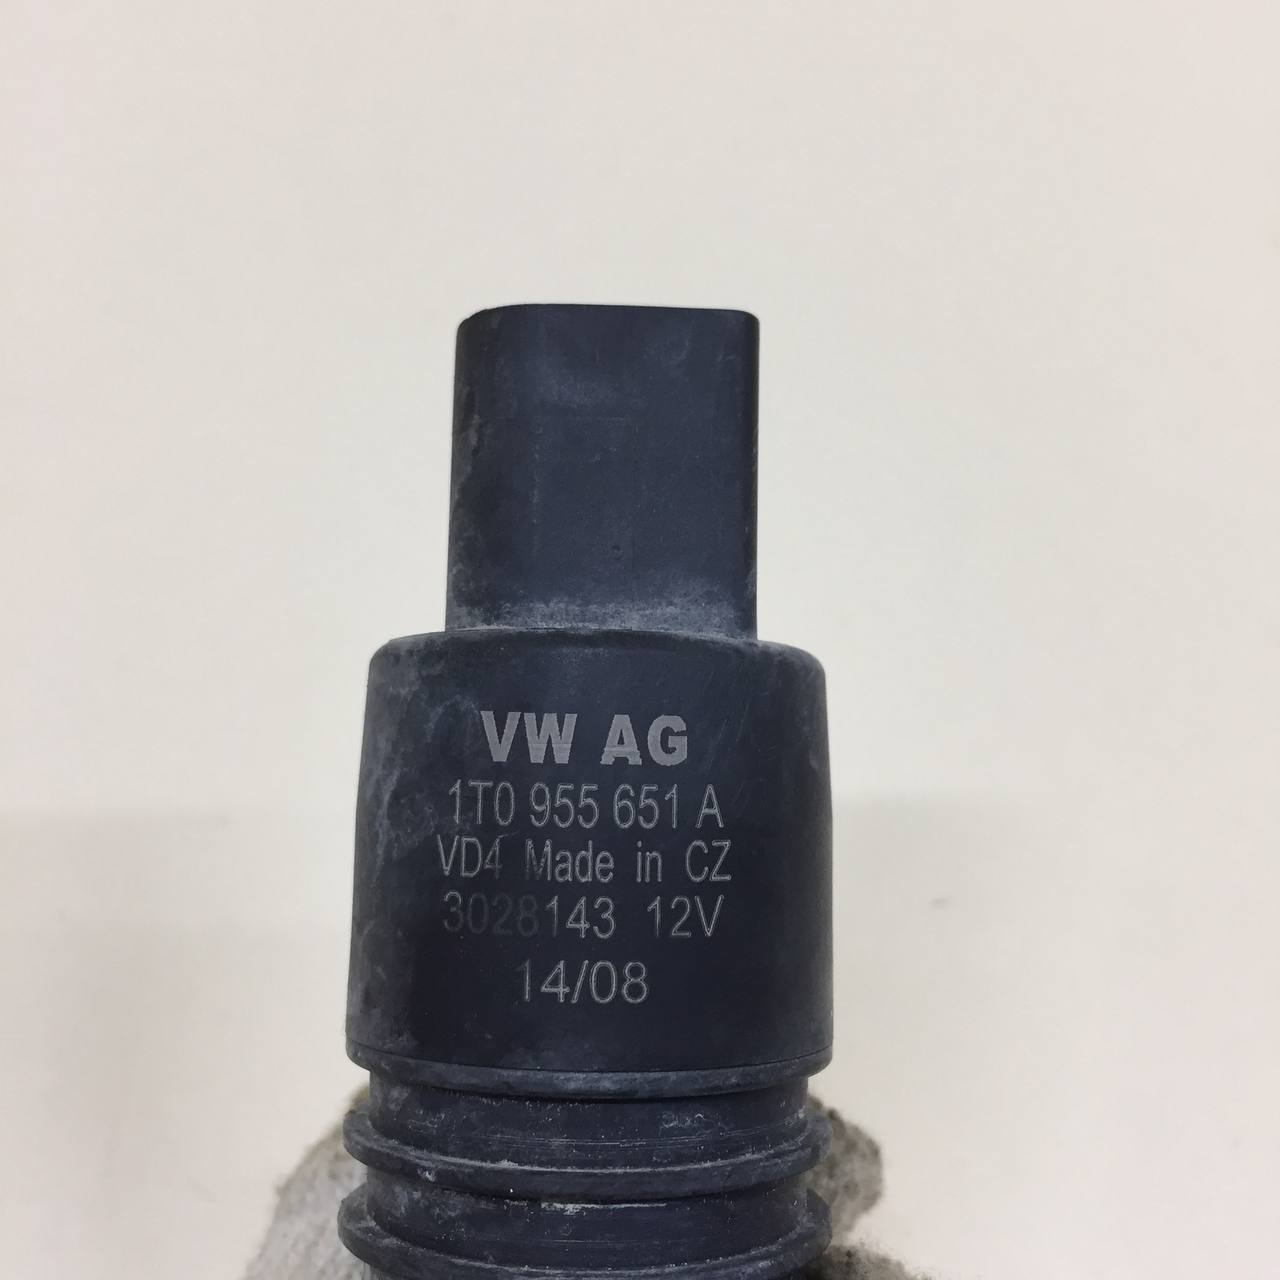 VW AG
1T0 955 651 A
VD4 Made in CZ
3028143 12V
14/08